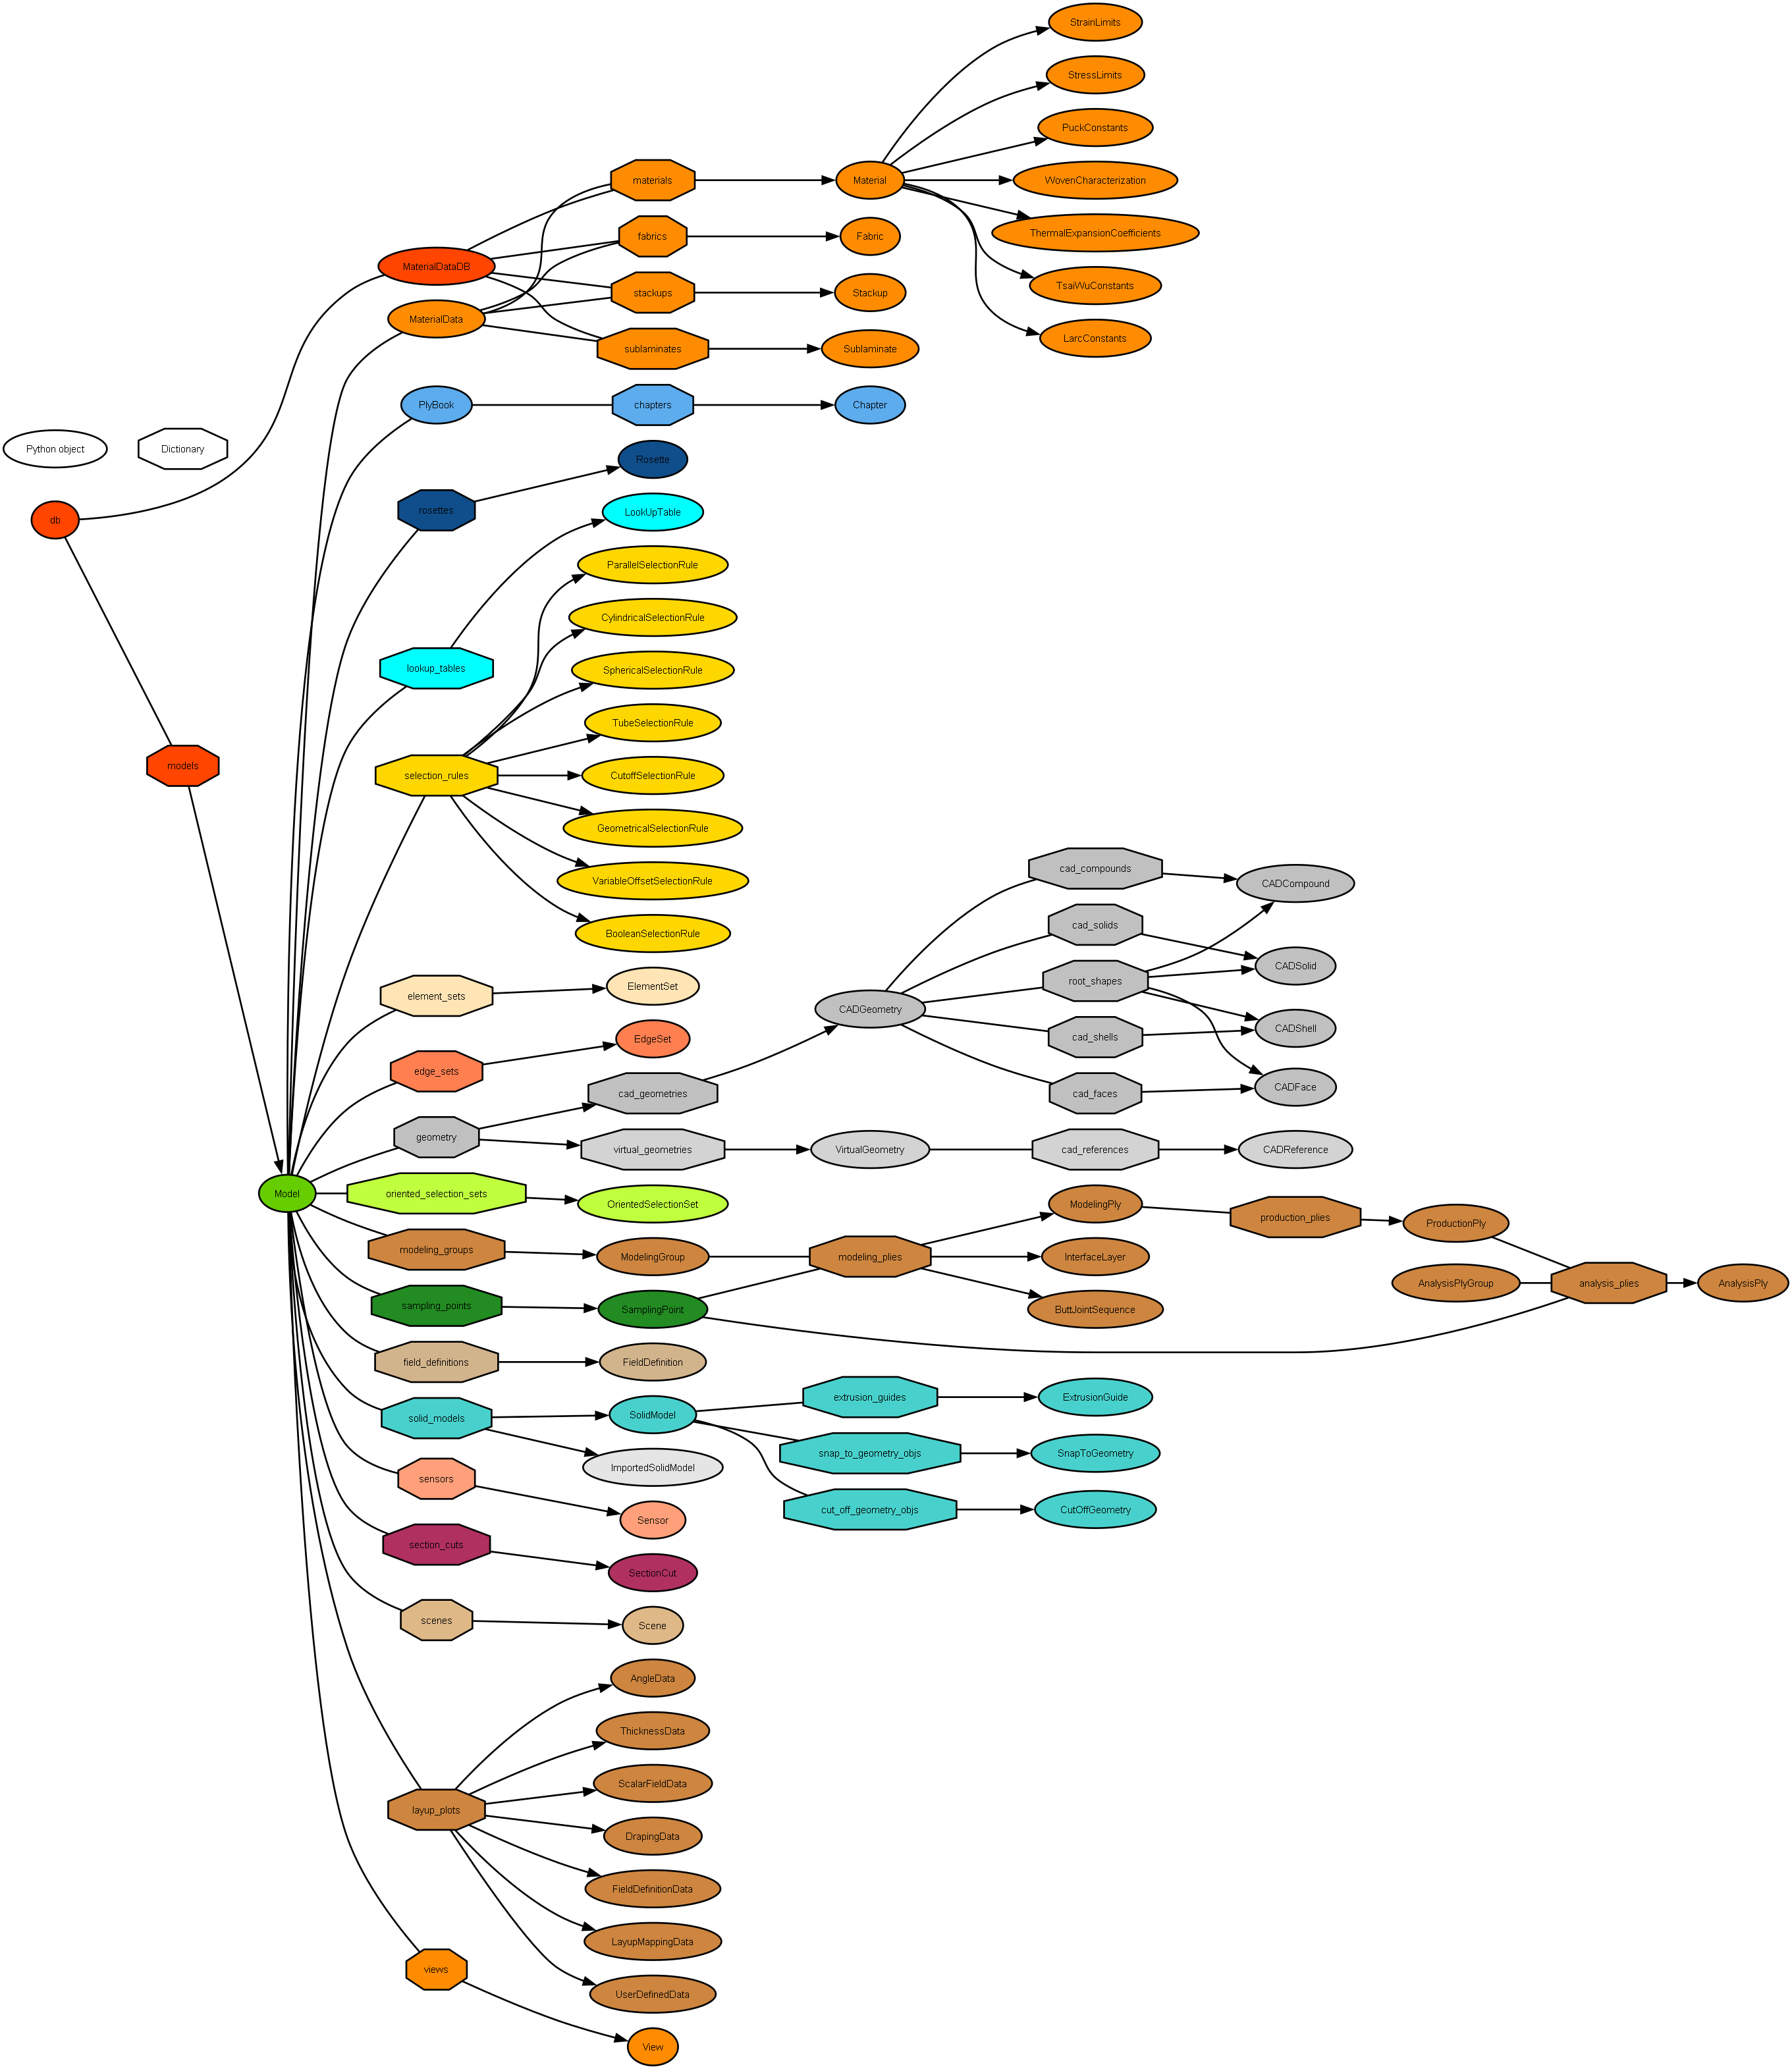 StrainLimits
StressLimits
PuckConstants
materials
Material
WovenCharacterization
ThermalExpansionCoefficients
fabrics
Fabric
MaterialDataDB
TsaiWuConstants
stackups
Stackup
MaterialData
LarcConstants
sublaminates
Sublaminate
PlyBook
chapters
Chapter
Python object
Dictionary
Rosette
rosettes
LookUpTable
db
ParallelSelectionRule
CylindricalSelectionRule
lookup_tables
SphericalSelectionRule
TubeSelectionRule
models
selection_rules
CutoffSelectionRule
GeometricalSelectionRule
cad_compounds
VariableOffsetSelectionRule
CADCompound
cad_solids
BooleanSelectionRule
CADSolid
root_shapes
ElementSet
element_sets
CADGeometry
CADShell
EdgeSet
cad_shells
edge_sets
CADFace
cad_geometries
cad_faces
geometry
virtual_geometries
VirtualGeometry
cad_references
CADReference
Model
oriented_selection_sets
OrientedSelectionSet
ModelingPly
production_plies
ProductionPly
modeling_groups
ModelingGroup
modeling_plies
InterfaceLayer
AnalysisPlyGroup
analysis_plies
AnalysisPly
sampling_points
SamplingPoint
ButtJointSequence
field_definitions
FieldDefinition
extrusion_guides
ExtrusionGuide
solid_models
SolidModel
snap_to_geometry_objs
SnapToGeometry
ImportedSolidModel
sensors
cut_off_geometry_objs
CutOffGeometry
Sensor
section_cuts
SectionCut
scenes
Scene
AngleData
ThicknessData
ScalarFieldData
layup_plots
DrapingData
FieldDefinitionData
LayupMappingData
views
UserDefinedData
View